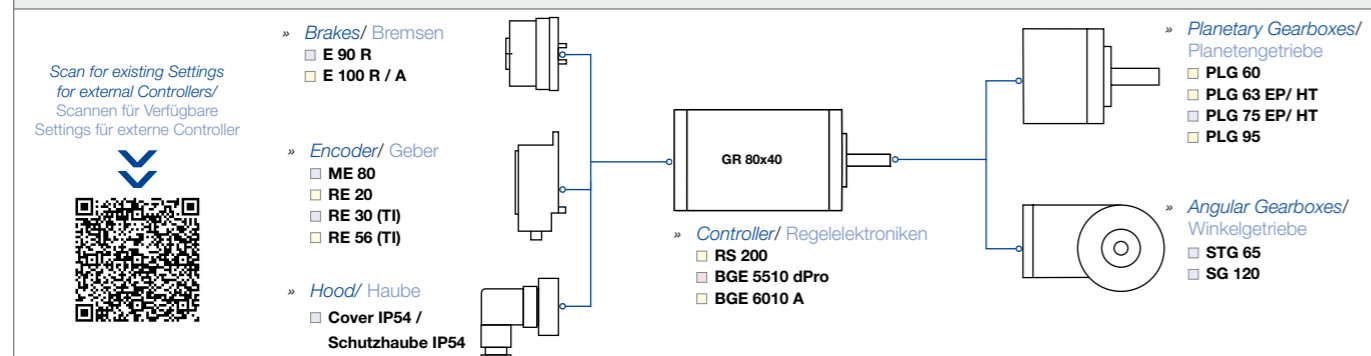 Scan for existing Settings
for external Controllers/
Scannen für Verfügbare
Settings für externe Controller
» Brakes/ Bremsen
E 90 R
E 100 R / A
» Encoder/ Geber
ME 80
RE 20
RE 30 (TI)
RE 56 (TI)
» Hood/ Haube
Cover IP54 /
Schutzhaube IP54
GR 80x40
» Controller/ Regelelektroniken
RS 200
BGE 5510 dPro
BGE 6010 A
» Planetary Gearboxes/
Planetengetriebe
PLG 60
PLG 63 EP/ HT
PLG 75 EP/ HT
PLG 95
» Angular Gearboxes/
Winkelgetriebe
STG 65
SG 120